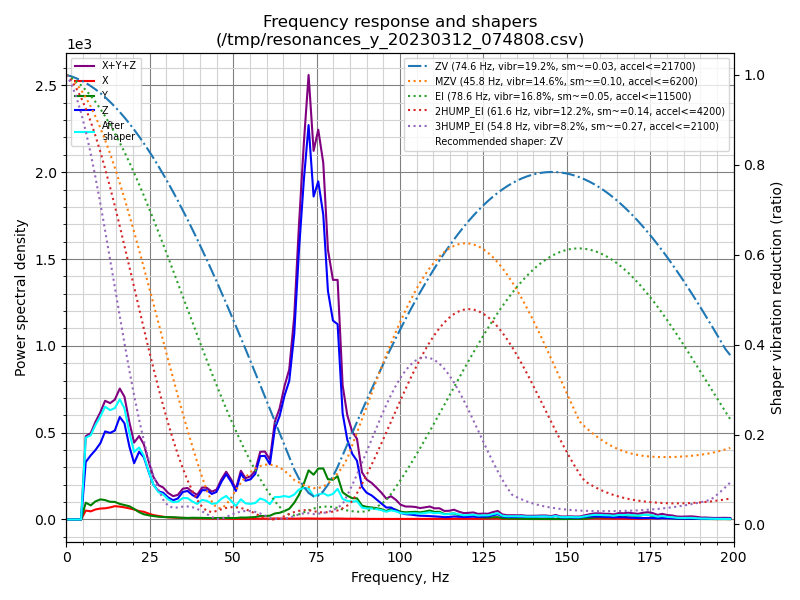 Frequency response and shapers
(/tmp/resonances_y_20230312_074808.csv)
1e3
X+Y+Z
X
Y
Z
After
shaper
ZV (74.6 Hz, vibr=19.2%, sm~=0.03, accel<=21700)
MZV (45.8 Hz, vibr=14.6%, sm~=0.10, accel<=6200)
EI (78.6 Hz, vibr=16.8%, sm~=0.05, accel<=11500)
2HUMP_EI (61.6 Hz, vibr=12.2%, sm~=0.14, accel<=4200)
3HUMP_EI (54.8 Hz, vibr=8.2%, sm~=0.27, accel<=2100)
Recommended shaper: ZV
2.5
2.0
1.5
1.0
0.5
0.0
Power spectral density
1.0
0.8
0.6
0.4
0.2
0.0
Shaper vibration reduction (ratio)
0 25 50 75 100 125 150 175 200
Frequency, Hz